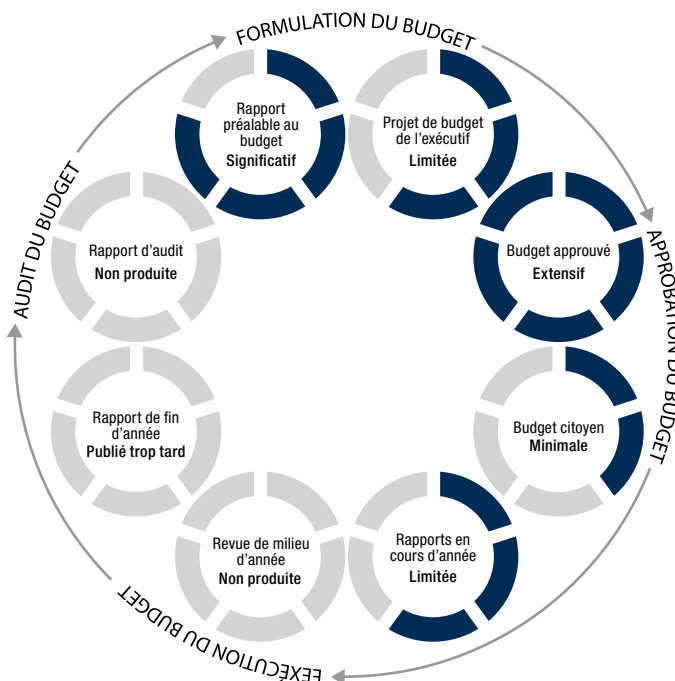 FORMULATION DU BUDGET
Rapport
préalable au
budget
Significatif
Projet de budget
de l'exécutif
Limitée
APPROBATION DU BUDGET
Budget approuvé
Extensif
Budget citoyen
Minimale
Rapports en
cours d'année
Limitée
EEXÉCUTION DU BUDGET
Revue de milieu
d'année
Non produite
Rapport de fin
d'année
Publié trop tard
AUDIT DU BUDGET
Rapport d'audit
Non produite